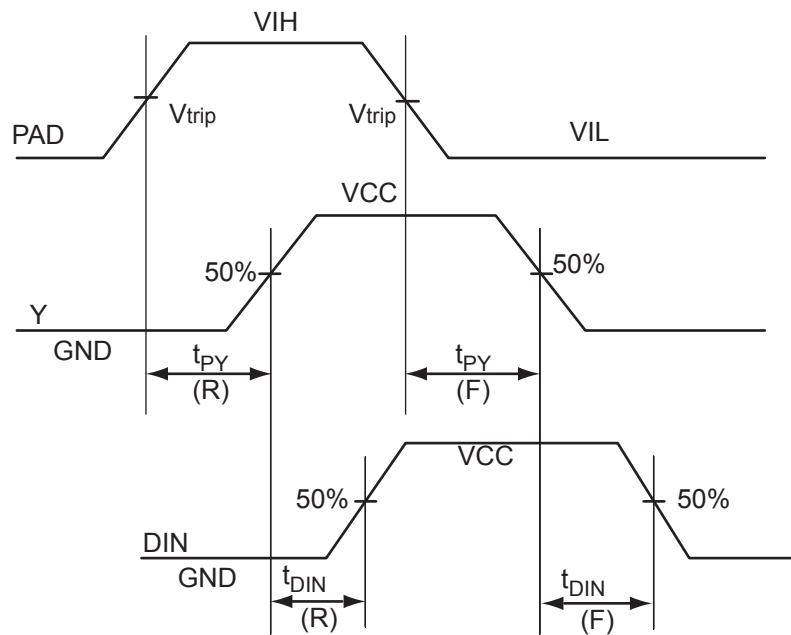 VIH
Vtrip
Vtrip
PAD
VIL
VCC
50%
50%
Y
GND
tPY
(R)
tPY
(F)
VCC
50%
50%
DIN
GND
tDIN
(R)
tDIN
(F)